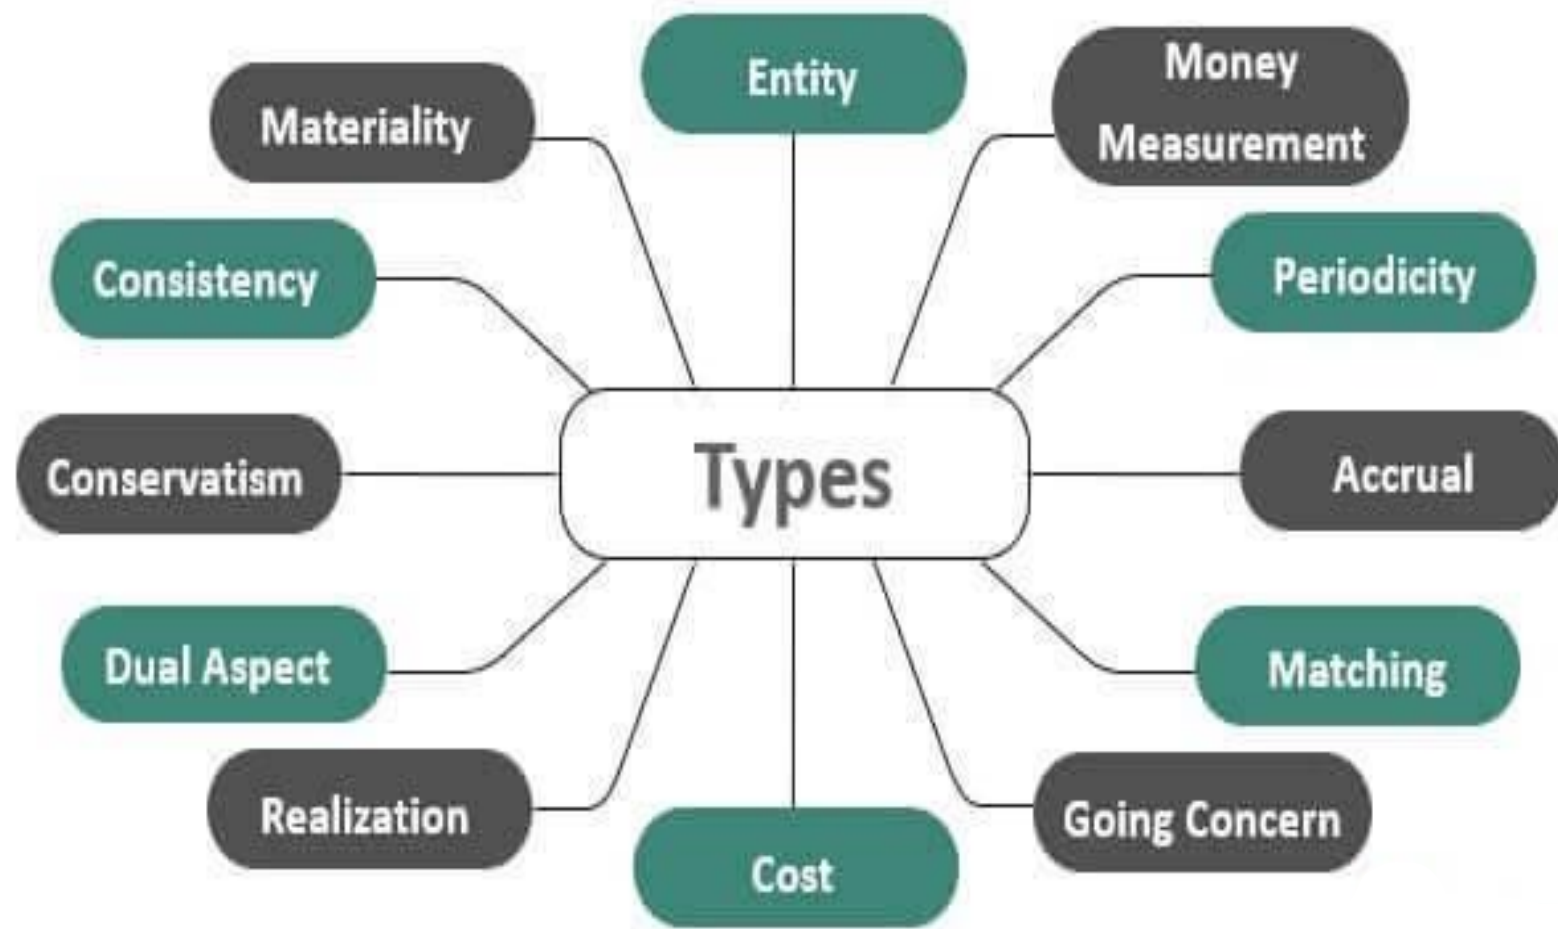 Entity
Money
Measurement
Materiality
Periodicity
Consistency
Types
Accrual
Conservatism
Dual Aspect
Matching
Realization
Going Concern
Cost